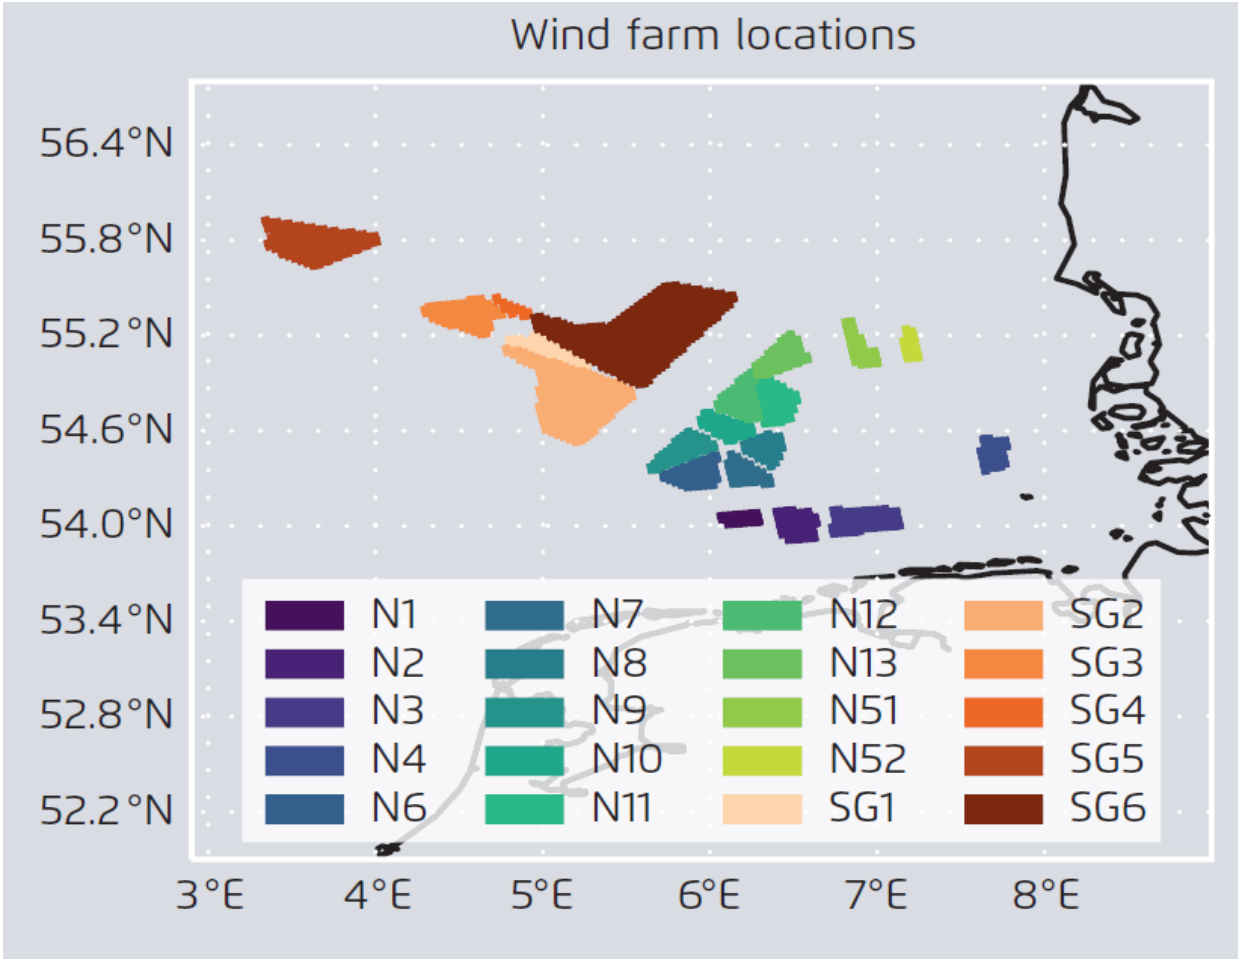 Wind farm locations
56.4°N
55.8°N
55.2°N
54.6°N
54.0°N
53.4°N
52.8°N
52.2°N
N1 N7 N12 SG2
N2 N8 N13 SG3
N3 N9 N51 SG4
N4 N10 N52 SG5
N6 N11 SG1 SG6
3°E 4°E 5°E 6°E 7°E 8°E